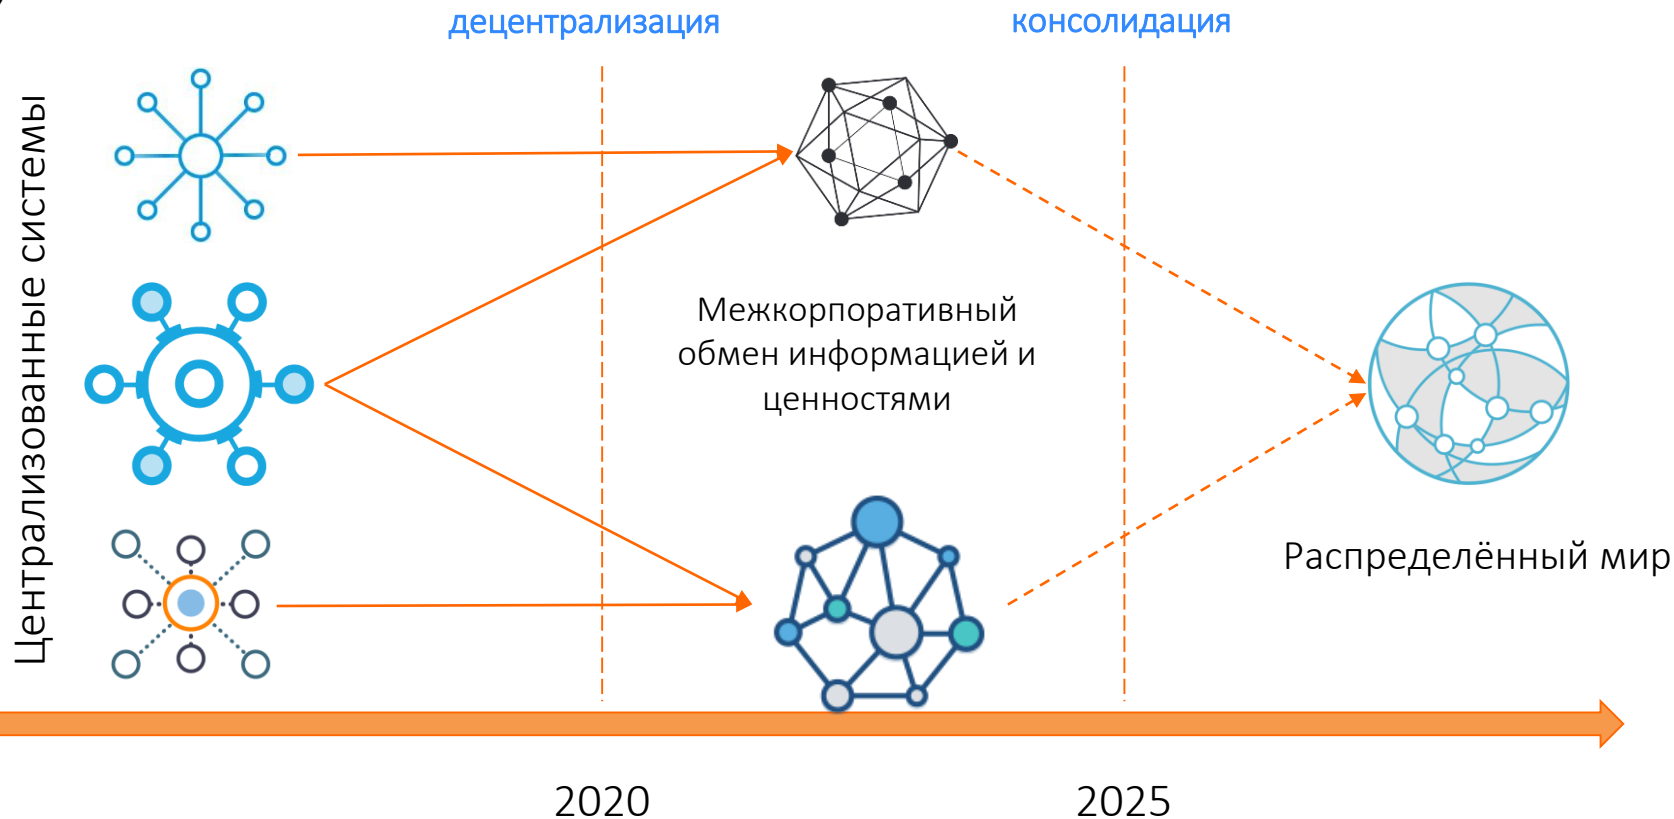 децентрализация
консолидация
Централизованные системы
Межкорпоративный
обмен информацией и
ценностями
Распределённый мир
2020
2025